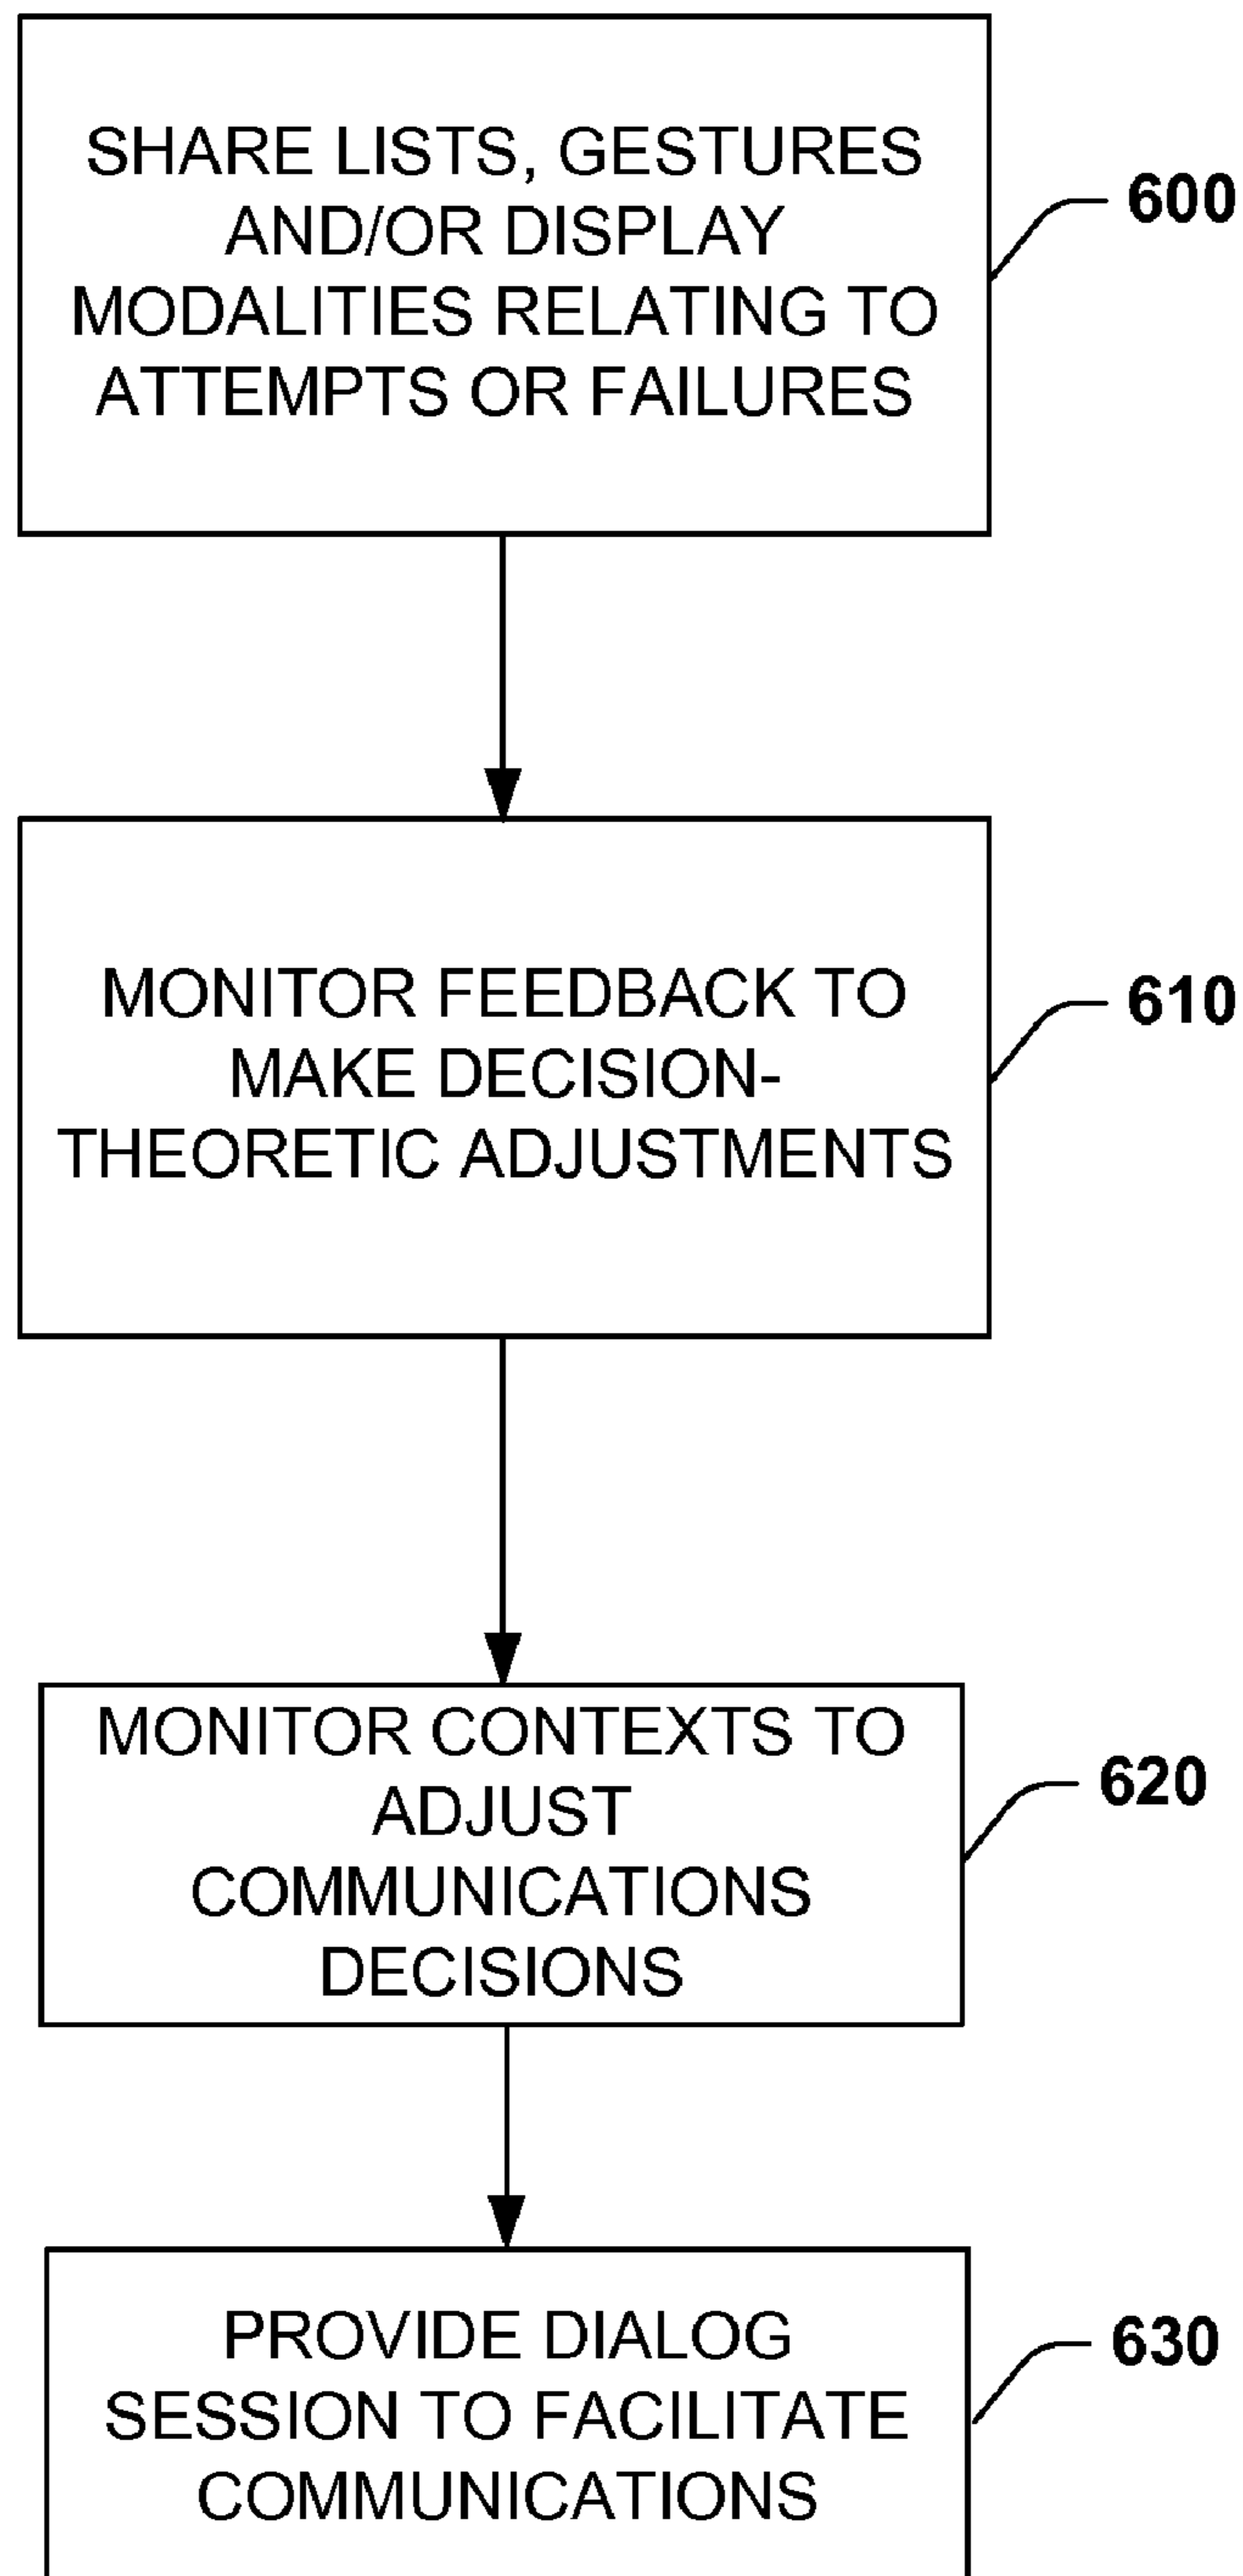 SHARE LISTS, GESTURES
AND/OR DISPLAY
MODALITIES RELATING TO
ATTEMPTS OR FAILURES
600
MONITOR FEEDBACK TO
MAKE DECISION-
THEORETIC ADJUSTMENTS
610
MONITOR CONTEXTS TO
ADJUST
COMMUNICATIONS
DECISIONS
620
PROVIDE DIALOG
SESSION TO FACILITATE
COMMUNICATIONS
630